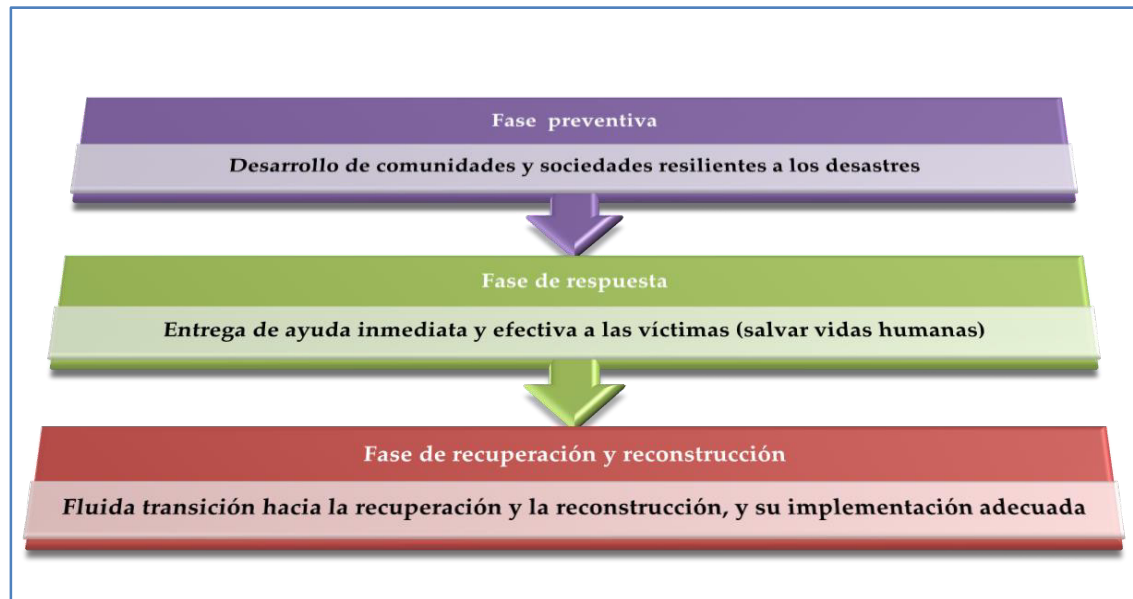 Fase preventiva
Desarrollo de comunidades y sociedades resilientes a los desastres
Fase de respuesta
Entrega de ayuda inmediata y efectiva a las víctimas (salvar vidas humanas)
Fase de recuperación y reconstrucción
Fluida transición hacia la recuperación y la reconstrucción, y su implementación adecuada